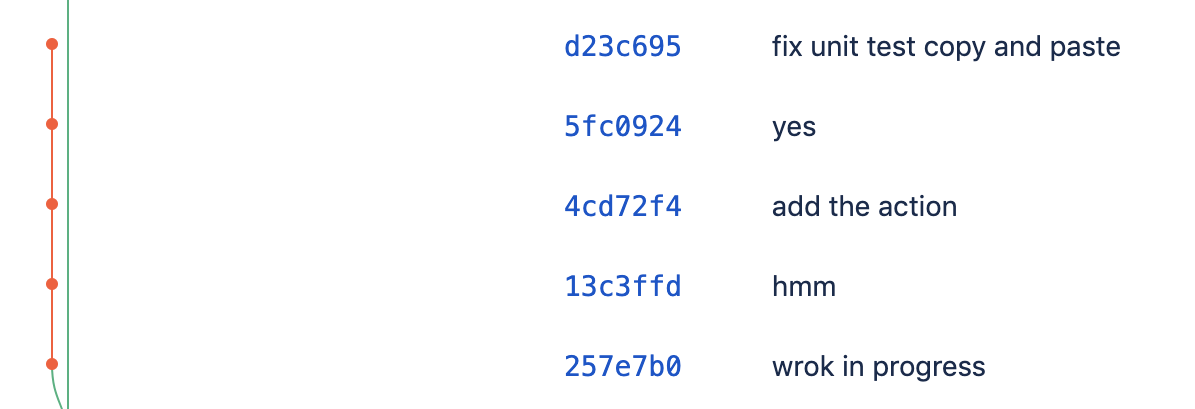 d23c695 fix unit test copy and paste
5fc0924 yes
4cd72f4 add the action
13c3ffd hmm
257e7b0 wrok in progress